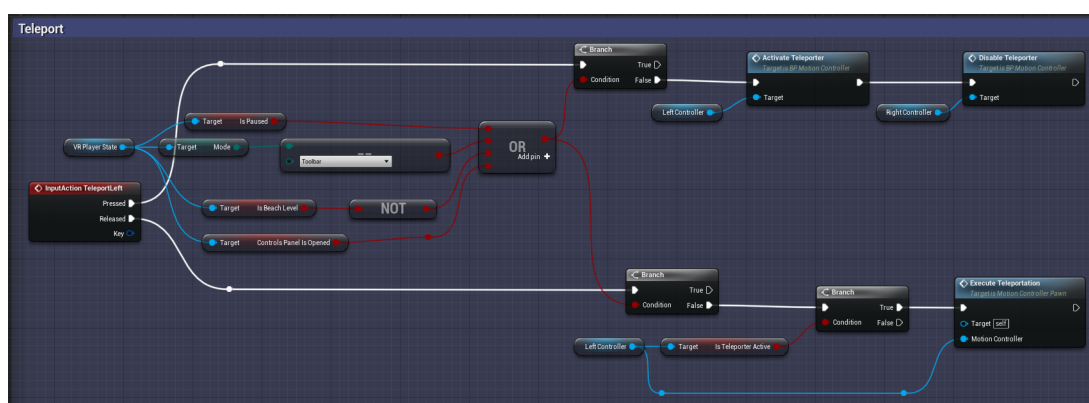 Teleport
Branch
True
Condition False
Activate Teleporter
Target is BP Motion Controller
Target
Disable Teleporter
Target is BP Motion Controller
Target
Left Controller
Right Controller
Target Is Paused
VR Player State
Target Mode
==
Toolbar
OR
Add pin +
InputAction TeleportLeft
Pressed
Released
Key
Target Is Beach Level
NOT
Target Controls Panel Is Opened
Branch
True
Condition False
Branch
True
Condition False
Execute Teleportation
Target is Motion Controller Pawn
Target self
Motion Controller
Left Controller
Target Is Teleporter Active